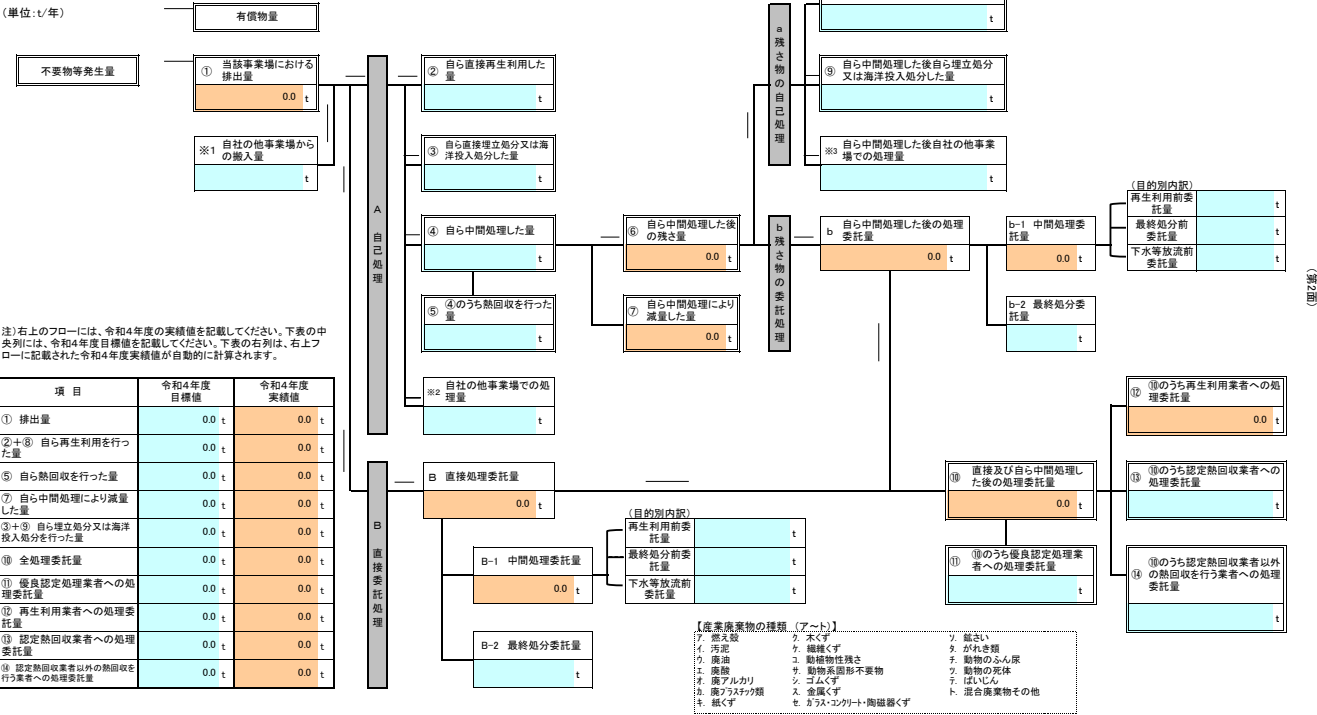 (単位:t/年)
有償物量
t
不要物等発生量
① 当該事業場における
排出量
0.0 t
※1 自社の他事業場から
の搬入量
t
A 自己処理
② 自ら直接再生利用した
量
t
③ 自ら直接埋立処分又は海
洋投入処分した量
t
④ 自ら中間処理した量
t
⑤ ④のうち熱回収を行った
量
t
※2 自社の他事業場での処
理量
t
⑥ 自ら中間処理した後
の残さ量
0.0 t
⑦ 自ら中間処理により
減量した量
0.0 t
a 残さ物の自己処理
⑨ 自ら中間処理した後自ら埋立処分
又は海洋投入処分した量
t
※3 自ら中間処理した後自社の他事業
場での処理量
t
b 残さ物の委託処理
b 自ら中間処理した後の処理
委託量
0.0 t
b-1 中間処理委
託量
0.0 t
b-2 最終処分委
託量
t
(目的別内訳)
再生利用前委
託量
t
最終処分前
委託量
t
下水等放流前
委託量
t
(第2面)
注)右上のフローには、令和4年度の実績値を記載してください。下表の中
央列には、令和4年度目標値を記載してください。下表の右列は、右上フ
ローに記載された令和4年度実績値が自動的に計算されます。
項 目 令和4年度 令和4年度
目標値 実績値
① 排出量 0.0 t 0.0 t
②+⑧ 自ら再生利用を行っ
た量 0.0 t 0.0 t
⑤ 自ら熱回収を行った量 0.0 t 0.0 t
⑦ 自ら中間処理により減量
した量 0.0 t 0.0 t
③+⑨ 自ら埋立処分又は海洋
投入処分を行った量 0.0 t 0.0 t
⑩ 全処理委託量 0.0 t 0.0 t
⑪ 優良認定処理業者への処
理委託量 0.0 t 0.0 t
⑫ 再生利用業者への処理委
託量 0.0 t 0.0 t
⑬ 認定熱回収業者への処理
委託量 0.0 t 0.0 t
⑭ 認定熱回収業者以外の熱回収を
行う業者への処理委託量 0.0 t 0.0 t
B 直接委託処理
B 直接処理委託量
0.0 t
B-1 中間処理委託量
0.0 t
B-2 最終処分委託量
t
(目的別内訳)
再生利用前委
託量
t
最終処分前委
託量
t
下水等放流前
委託量
t
⑩ 直接及び自ら中間処理し
た後の処理委託量
0.0 t
⑪ ⑩のうち優良認定処理業
者への処理委託量
t
⑫ ⑩のうち再生利用業者への処
理委託量
0.0 t
⑬ ⑩のうち認定熱回収業者への
処理委託量
t
⑭ ⑩のうち認定熱回収業者以外
の熱回収を行う業者への処理
委託量
t
【産業廃棄物の種類 (ア~ト)】
ア. 燃え殻 ク. 木くず ソ. 鉱さい
イ. 汚泥 ケ. 繊維くず タ. がれき類
ウ. 廃油 コ. 動植物性残さ チ. 動物のふん尿
エ. 廃酸 サ. 動物系固形不要物 ツ. 動物の死体
オ. 廃アルカリ シ. ゴムくず テ. ばいじん
カ. 廃プラスチック類 ス. 金属くず ト. 混合廃棄物その他
キ. 紙くず セ. ガラス・コンクリート・陶磁器くず